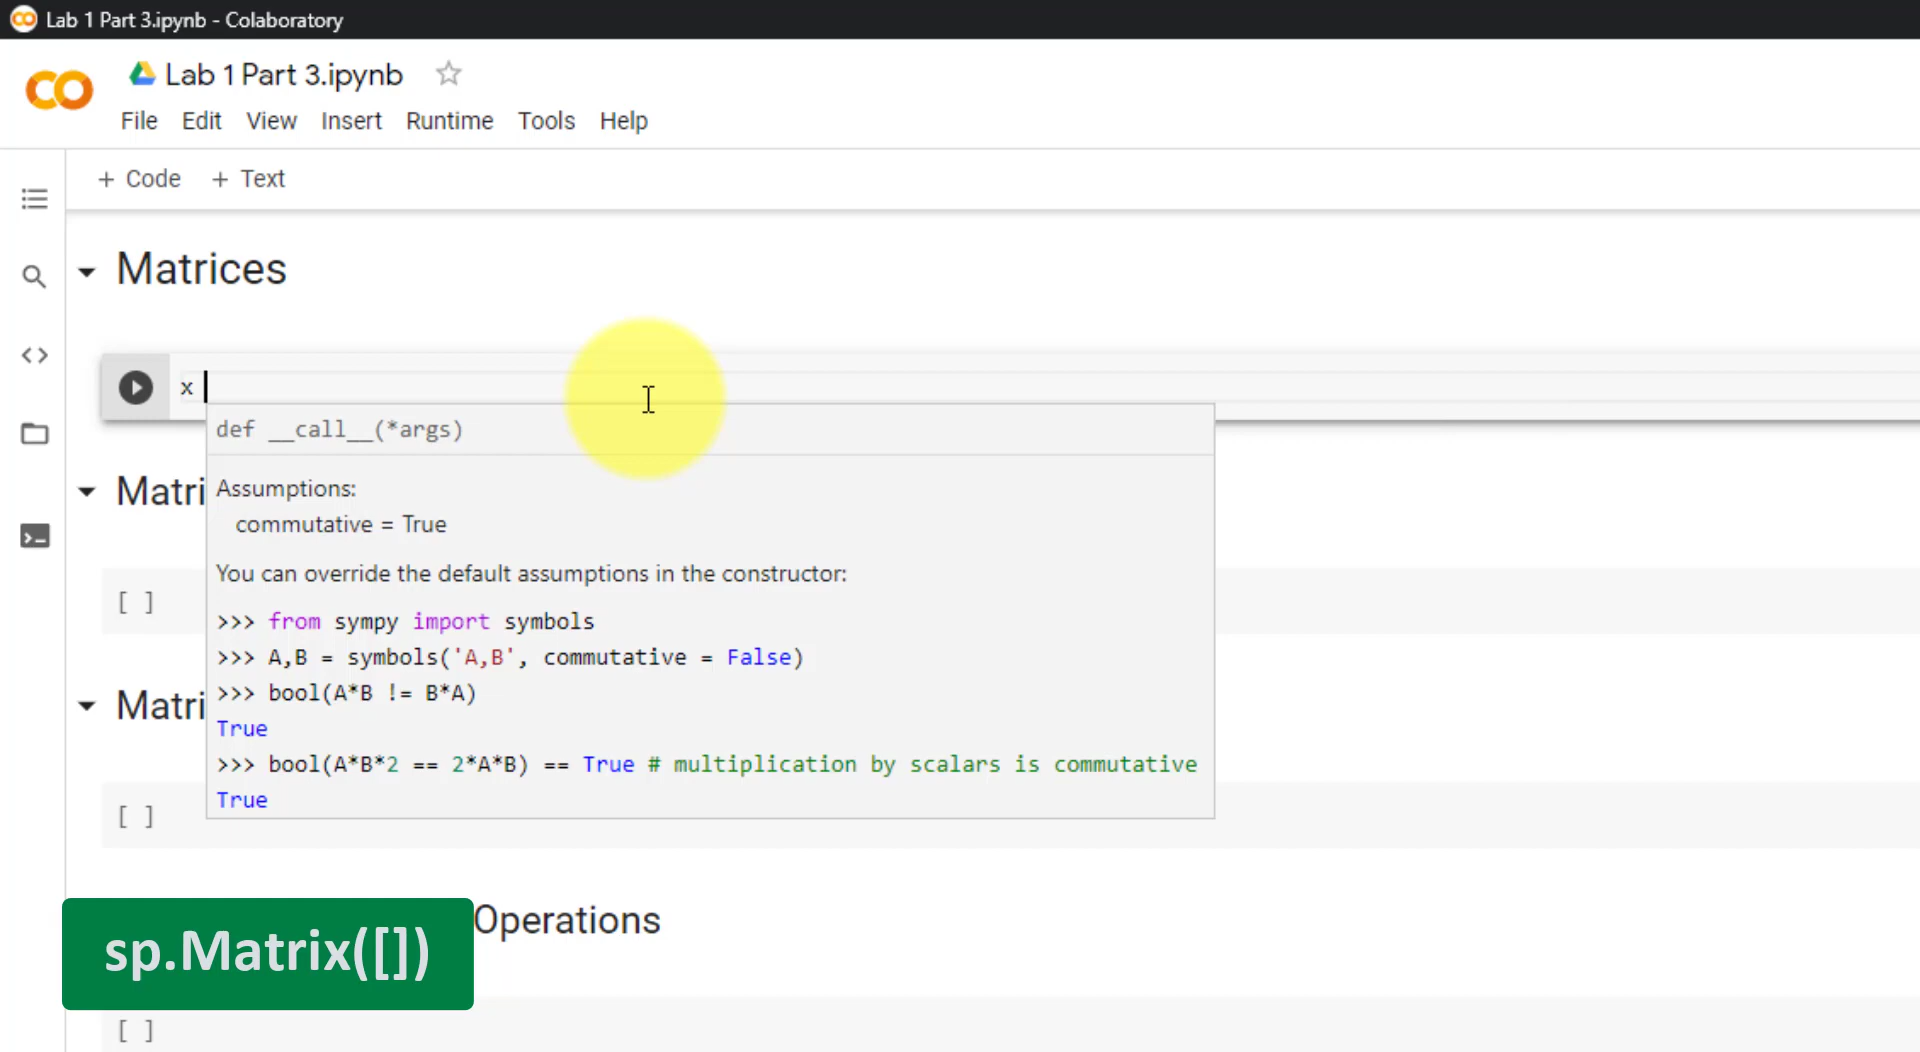 Lab 1 Part 3.ipynb - Colaboratory
Lab 1 Part 3.ipynb
File Edit View Insert Runtime Tools Help
+ Code + Text
Matrices
x
def __call__(*args)
Matri
Assumptions:
commutative = True
You can override the default assumptions in the constructor:
[ ]
>>> from sympy import symbols
>>> A,B = symbols('A,B', commutative = False)
>>> bool(A*B != B*A)
Matri
True
>>> bool(A*B*2 == 2*A*B) == True # multiplication by scalars is commutative
True
[ ]
Operations
sp.Matrix([])
[ ]